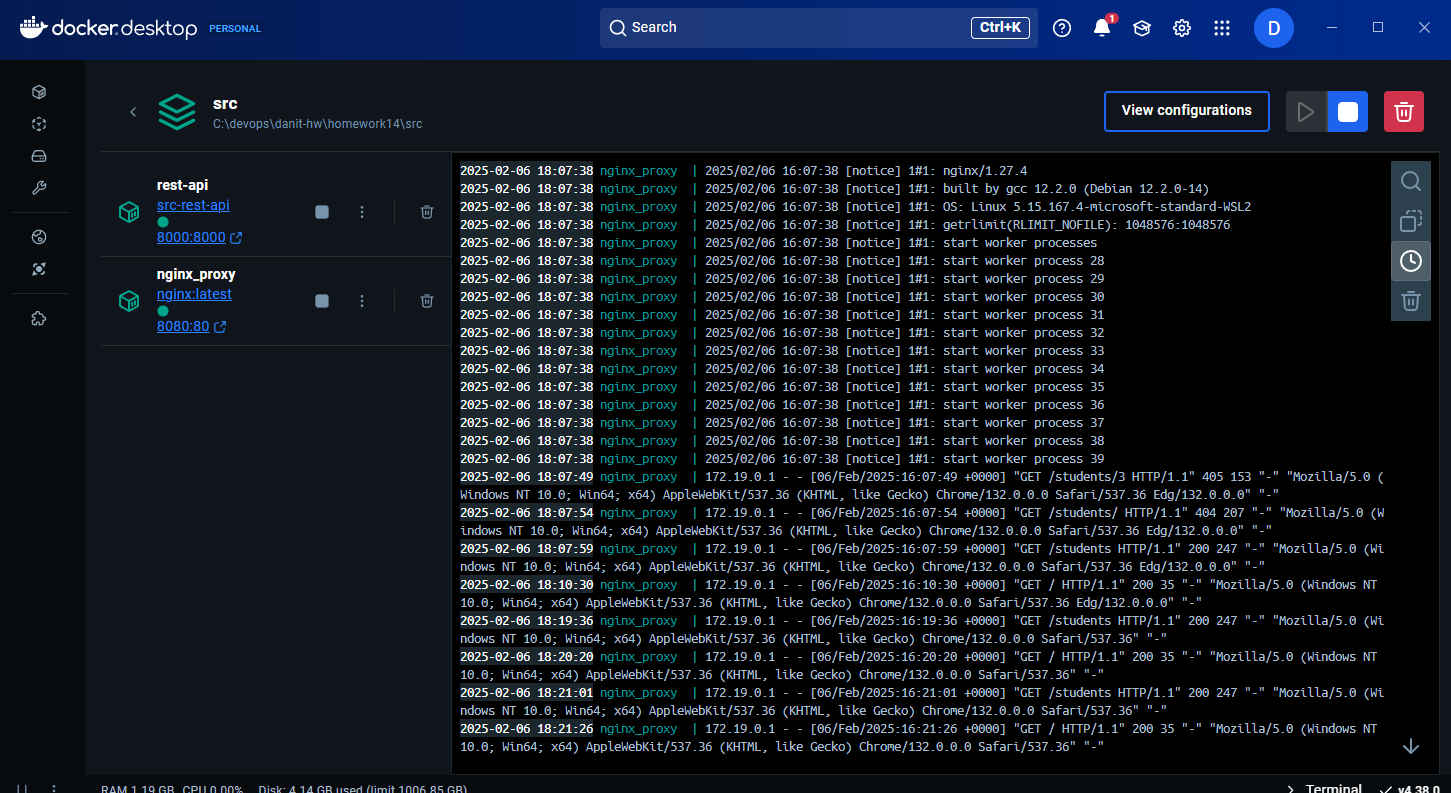 docker.desktop PERSONAL
Search Ctrl+K
1
D
src
C:\devops\danit-hw\homework14\src
View configurations
rest-api
src-rest-api
8000:8000
nginx_proxy
nginx:latest
8080:80
2025-02-06 18:07:38 nginx_proxy | 2025/02/06 16:07:38 [notice] 1#1: nginx/1.27.4
2025-02-06 18:07:38 nginx_proxy | 2025/02/06 16:07:38 [notice] 1#1: built by gcc 12.2.0 (Debian 12.2.0-14)
2025-02-06 18:07:38 nginx_proxy | 2025/02/06 16:07:38 [notice] 1#1: OS: Linux 5.15.167.4-microsoft-standard-WSL2
2025-02-06 18:07:38 nginx_proxy | 2025/02/06 16:07:38 [notice] 1#1: getrlimit(RLIMIT_NOFILE): 1048576:1048576
2025-02-06 18:07:38 nginx_proxy | 2025/02/06 16:07:38 [notice] 1#1: start worker processes
2025-02-06 18:07:38 nginx_proxy | 2025/02/06 16:07:38 [notice] 1#1: start worker process 28
2025-02-06 18:07:38 nginx_proxy | 2025/02/06 16:07:38 [notice] 1#1: start worker process 29
2025-02-06 18:07:38 nginx_proxy | 2025/02/06 16:07:38 [notice] 1#1: start worker process 30
2025-02-06 18:07:38 nginx_proxy | 2025/02/06 16:07:38 [notice] 1#1: start worker process 31
2025-02-06 18:07:38 nginx_proxy | 2025/02/06 16:07:38 [notice] 1#1: start worker process 32
2025-02-06 18:07:38 nginx_proxy | 2025/02/06 16:07:38 [notice] 1#1: start worker process 33
2025-02-06 18:07:38 nginx_proxy | 2025/02/06 16:07:38 [notice] 1#1: start worker process 34
2025-02-06 18:07:38 nginx_proxy | 2025/02/06 16:07:38 [notice] 1#1: start worker process 35
2025-02-06 18:07:38 nginx_proxy | 2025/02/06 16:07:38 [notice] 1#1: start worker process 36
2025-02-06 18:07:38 nginx_proxy | 2025/02/06 16:07:38 [notice] 1#1: start worker process 37
2025-02-06 18:07:38 nginx_proxy | 2025/02/06 16:07:38 [notice] 1#1: start worker process 38
2025-02-06 18:07:38 nginx_proxy | 2025/02/06 16:07:38 [notice] 1#1: start worker process 39
2025-02-06 18:07:49 nginx_proxy | 172.19.0.1 - - [06/Feb/2025:16:07:49 +0000] "GET /students/3 HTTP/1.1" 405 153 "-" "Mozilla/5.0 (
Windows NT 10.0; Win64; x64) AppleWebKit/537.36 (KHTML, like Gecko) Chrome/132.0.0.0 Safari/537.36 Edg/132.0.0.0" "-"
2025-02-06 18:07:54 nginx_proxy | 172.19.0.1 - - [06/Feb/2025:16:07:54 +0000] "GET /students/ HTTP/1.1" 404 207 "-" "Mozilla/5.0 (W
indows NT 10.0; Win64; x64) AppleWebKit/537.36 (KHTML, like Gecko) Chrome/132.0.0.0 Safari/537.36 Edg/132.0.0.0" "-"
2025-02-06 18:07:59 nginx_proxy | 172.19.0.1 - - [06/Feb/2025:16:07:59 +0000] "GET /students HTTP/1.1" 200 247 "-" "Mozilla/5.0 (Wi
ndows NT 10.0; Win64; x64) AppleWebKit/537.36 (KHTML, like Gecko) Chrome/132.0.0.0 Safari/537.36 Edg/132.0.0.0" "-"
2025-02-06 18:10:30 nginx_proxy | 172.19.0.1 - - [06/Feb/2025:16:10:30 +0000] "GET / HTTP/1.1" 200 35 "-" "Mozilla/5.0 (Windows NT
10.0; Win64; x64) AppleWebKit/537.36 (KHTML, like Gecko) Chrome/132.0.0.0 Safari/537.36 Edg/132.0.0.0" "-"
2025-02-06 18:19:36 nginx_proxy | 172.19.0.1 - - [06/Feb/2025:16:19:36 +0000] "GET /students HTTP/1.1" 200 247 "-" "Mozilla/5.0 (Wi
ndows NT 10.0; Win64; x64) AppleWebKit/537.36 (KHTML, like Gecko) Chrome/132.0.0.0 Safari/537.36" "-"
2025-02-06 18:20:20 nginx_proxy | 172.19.0.1 - - [06/Feb/2025:16:20:20 +0000] "GET / HTTP/1.1" 200 35 "-" "Mozilla/5.0 (Windows NT
10.0; Win64; x64) AppleWebKit/537.36 (KHTML, like Gecko) Chrome/132.0.0.0 Safari/537.36" "-"
2025-02-06 18:21:01 nginx_proxy | 172.19.0.1 - - [06/Feb/2025:16:21:01 +0000] "GET /students HTTP/1.1" 200 247 "-" "Mozilla/5.0 (Wi
ndows NT 10.0; Win64; x64) AppleWebKit/537.36 (KHTML, like Gecko) Chrome/132.0.0.0 Safari/537.36" "-"
2025-02-06 18:21:26 nginx_proxy | 172.19.0.1 - - [06/Feb/2025:16:21:26 +0000] "GET / HTTP/1.1" 200 35 "-" "Mozilla/5.0 (Windows NT
10.0; Win64; x64) AppleWebKit/537.36 (KHTML, like Gecko) Chrome/132.0.0.0 Safari/537.36" "-"
RAM 1.19 GB CPU 0.00% Disk: 4.14 GB used (limit 1006.85 GB) Terminal v4.38.0